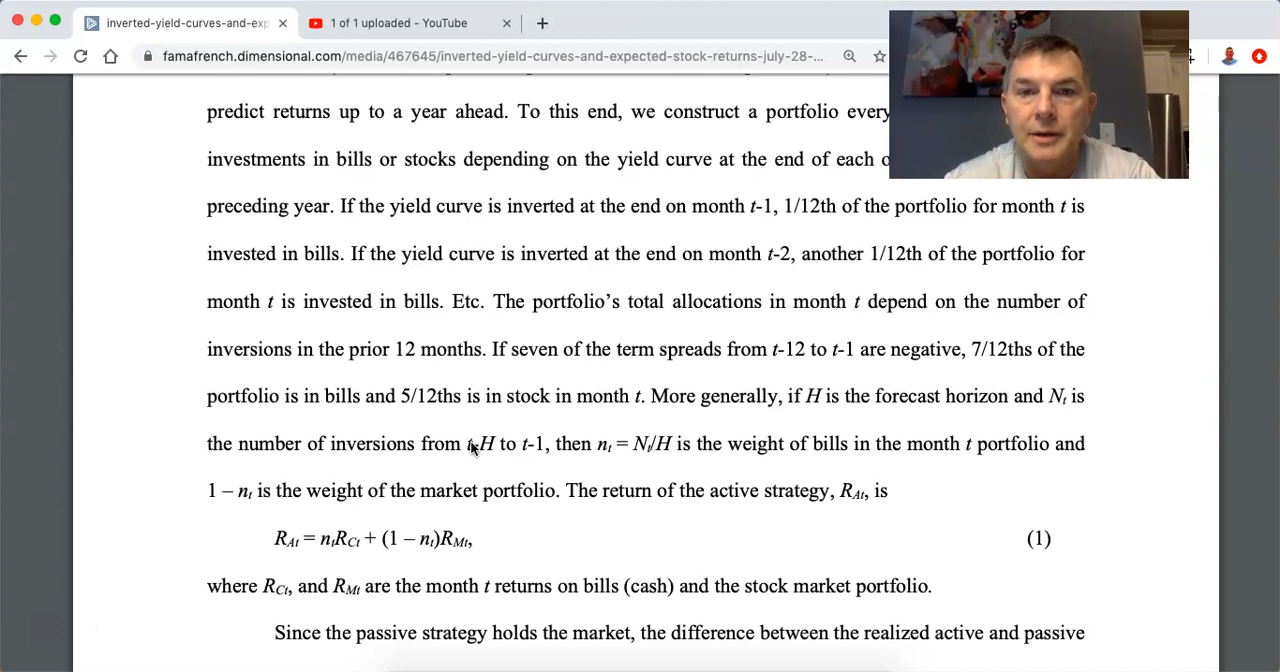 inverted-yield-curves-and-exp
1 of 1 uploaded - YouTube
famafrench.dimensional.com/media/467645/inverted-yield-curves-and-expected-stock-returns-july-28-...
predict returns up to a year ahead. To this end, we construct a portfolio every
investments in bills or stocks depending on the yield curve at the end of each
preceding year. If the yield curve is inverted at the end on month t-1, 1/12th of the portfolio for month t is
invested in bills. If the yield curve is inverted at the end on month t-2, another 1/12th of the portfolio for
month t is invested in bills. Etc. The portfolio’s total allocations in month t depend on the number of
inversions in the prior 12 months. If seven of the term spreads from t-12 to t-1 are negative, 7/12ths of the
portfolio is in bills and 5/12ths is in stock in month t. More generally, if H is the forecast horizon and Nt is
the number of inversions from t-H to t-1, then nt = Nt/H is the weight of bills in the month t portfolio and
1 – nt is the weight of the market portfolio. The return of the active strategy, RAt, is
RAt = ntRCt + (1 – nt)RMt, (1)
where RCt, and RMt are the month t returns on bills (cash) and the stock market portfolio.
Since the passive strategy holds the market, the difference between the realized active and passive